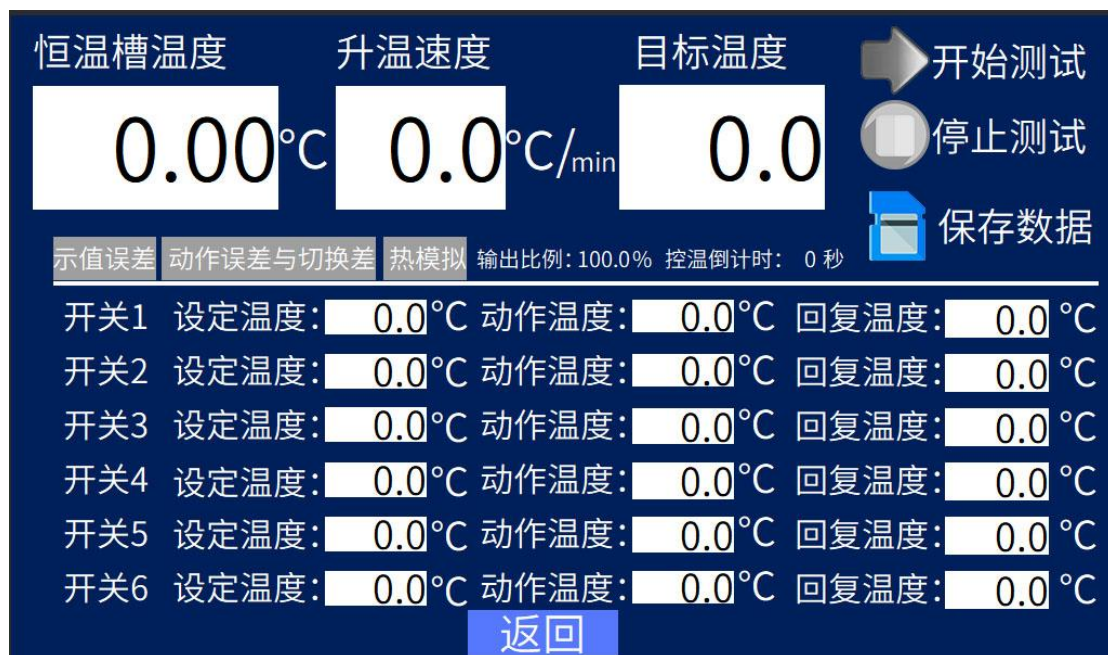 恒温槽温度 升温速度 目标温度 开始测试
0.00°C 0.0°C/min 0.0 停止测试
保存数据
示值误差 动作误差与切换差 热模拟 输出比例：100.0% 控温倒计时： 0 秒
开关1 设定温度： 0.0°C 动作温度： 0.0°C 回复温度： 0.0 °C
开关2 设定温度： 0.0°C 动作温度： 0.0°C 回复温度： 0.0 °C
开关3 设定温度： 0.0°C 动作温度： 0.0°C 回复温度： 0.0 °C
开关4 设定温度： 0.0°C 动作温度： 0.0°C 回复温度： 0.0 °C
开关5 设定温度： 0.0°C 动作温度： 0.0°C 回复温度： 0.0 °C
开关6 设定温度： 0.0°C 动作温度： 0.0°C 回复温度： 0.0 °C
返回